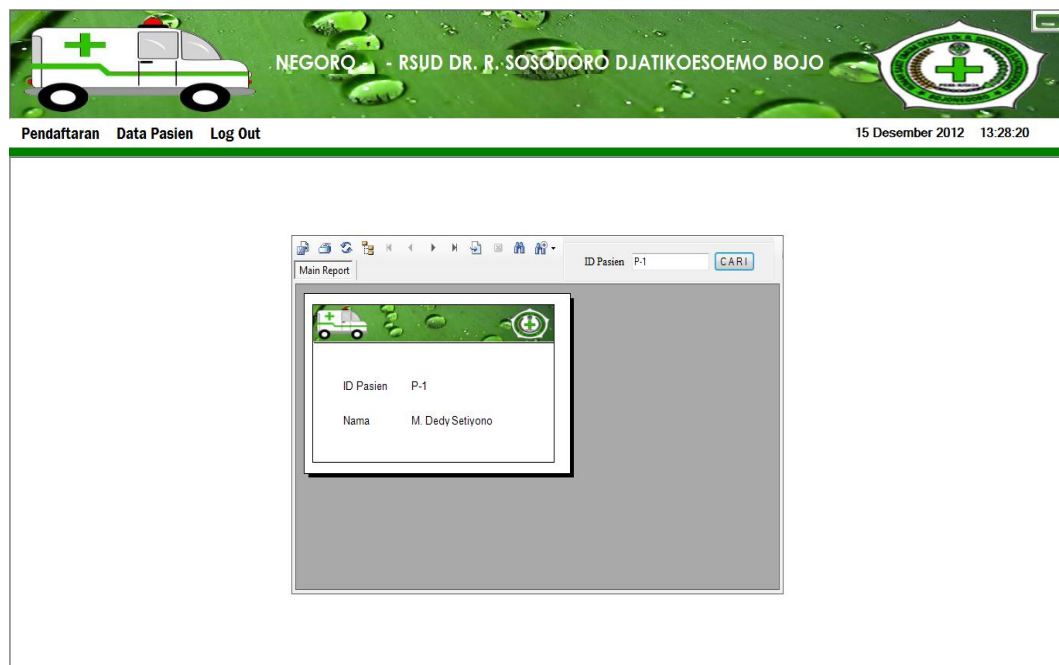 NEGORO - - RSUD DR. R. SOSODORO DJATIKOESOEMO BOJO
Pendaftaran Data Pasien Log Out 15 Desember 2012 13:28:20
ID Pasien P-1 CARI
Main Report
ID Pasien P-1
Nama M. Dedy Setiyono